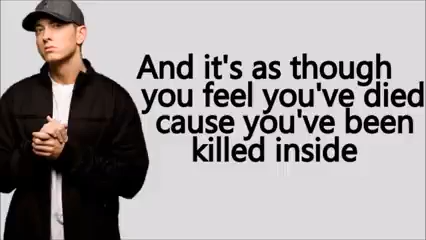 And it's as though
you feel you've died
cause you've been
killed inside